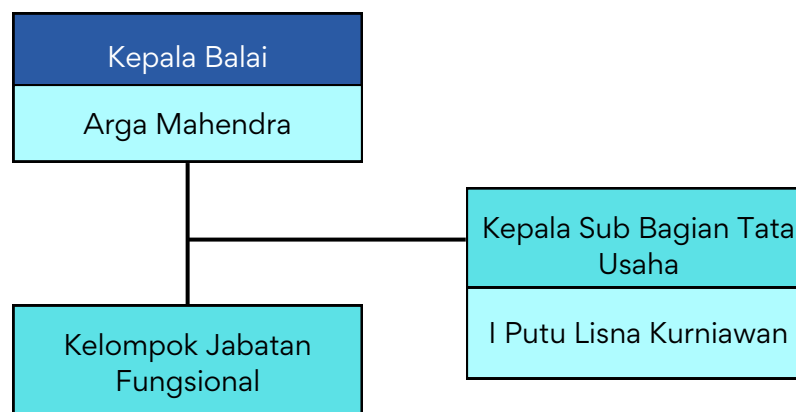 Kepala Balai
Arga Mahendra
Kepala Sub Bagian Tata
Usaha
I Putu Lisna Kurniawan
Kelompok Jabatan
Fungsional